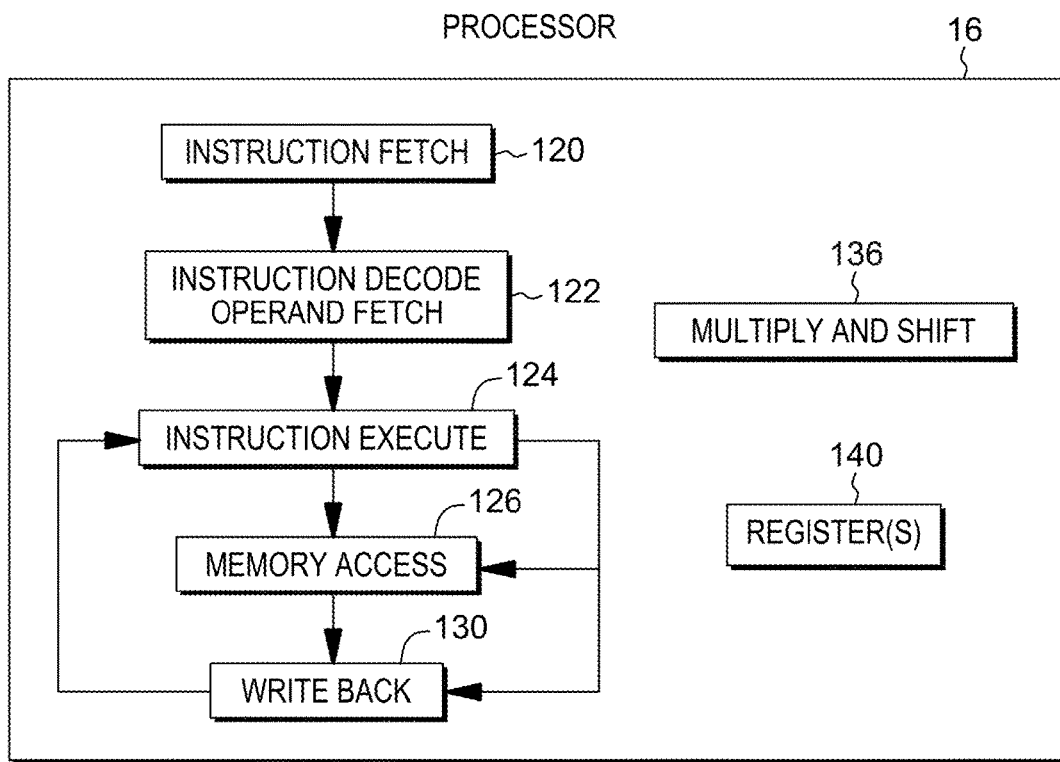 PROCESSOR
16
INSTRUCTION FETCH
120
INSTRUCTION DECODE
OPERAND FETCH
122
136
MULTIPLY AND SHIFT
124
INSTRUCTION EXECUTE
140
REGISTER(S)
126
MEMORY ACCESS
130
WRITE BACK